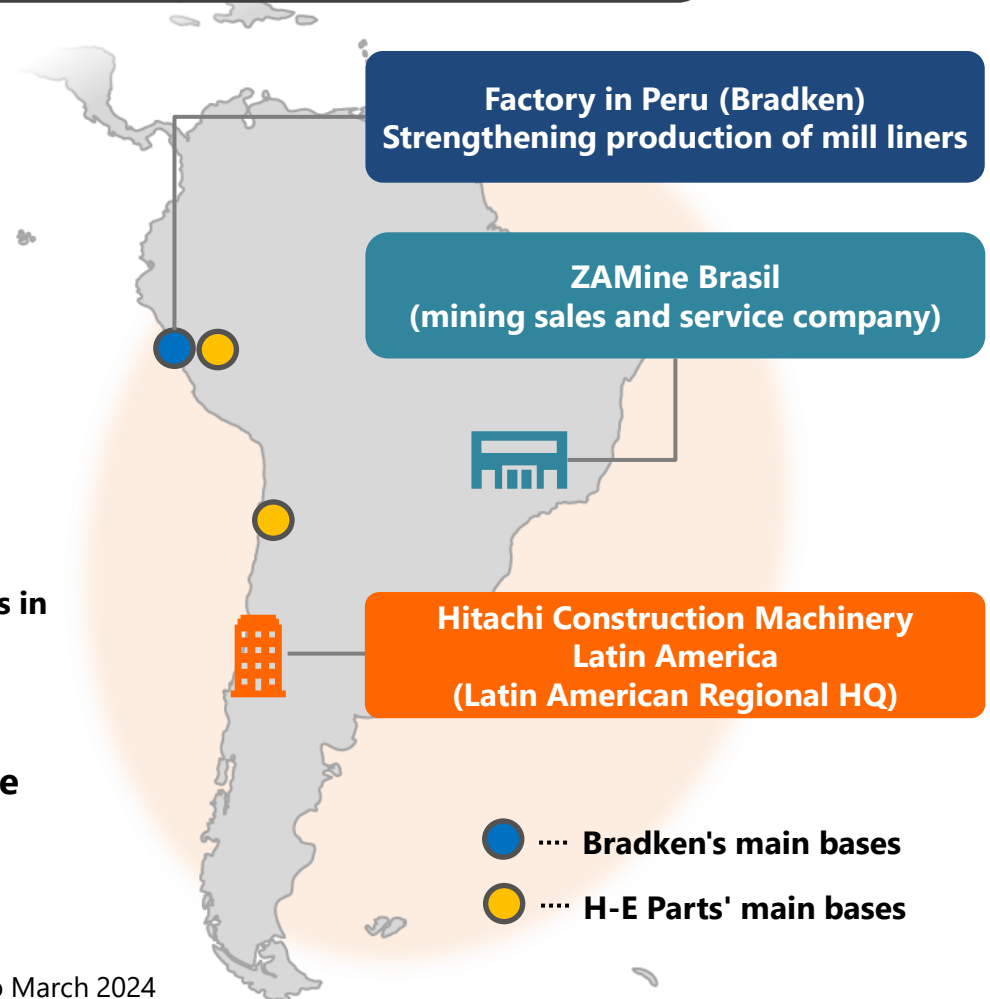 Factory in Peru (Bradken)
Strengthening production of mill liners
ZAMine Brasil
(mining sales and service company)
s in
Hitachi Construction Machinery
Latin America
(Latin American Regional HQ)
e
···· Bradken's main bases
···· H-E Parts' main bases
March 2024